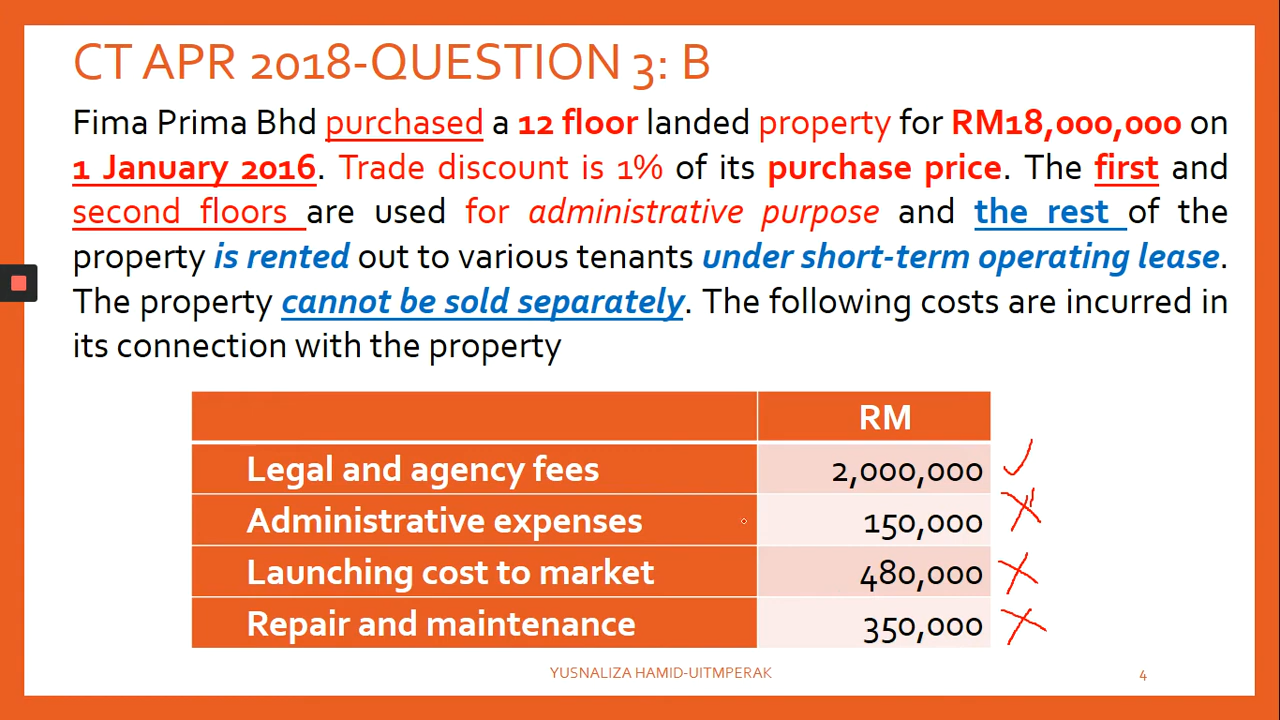 CT APR 2018-QUESTION 3: B
Fima Prima Bhd purchased a 12 floor landed property for RM18,000,000 on
1 January 2016. Trade discount is 1% of its purchase price. The first and
second floors are used for administrative purpose and the rest of the
property is rented out to various tenants under short-term operating lease.
The property cannot be sold separately. The following costs are incurred in
its connection with the property
RM
Legal and agency fees 2,000,000
Administrative expenses 150,000
Launching cost to market 480,000
Repair and maintenance 350,000
YUSNALIZA HAMID-UITMPERAK 4